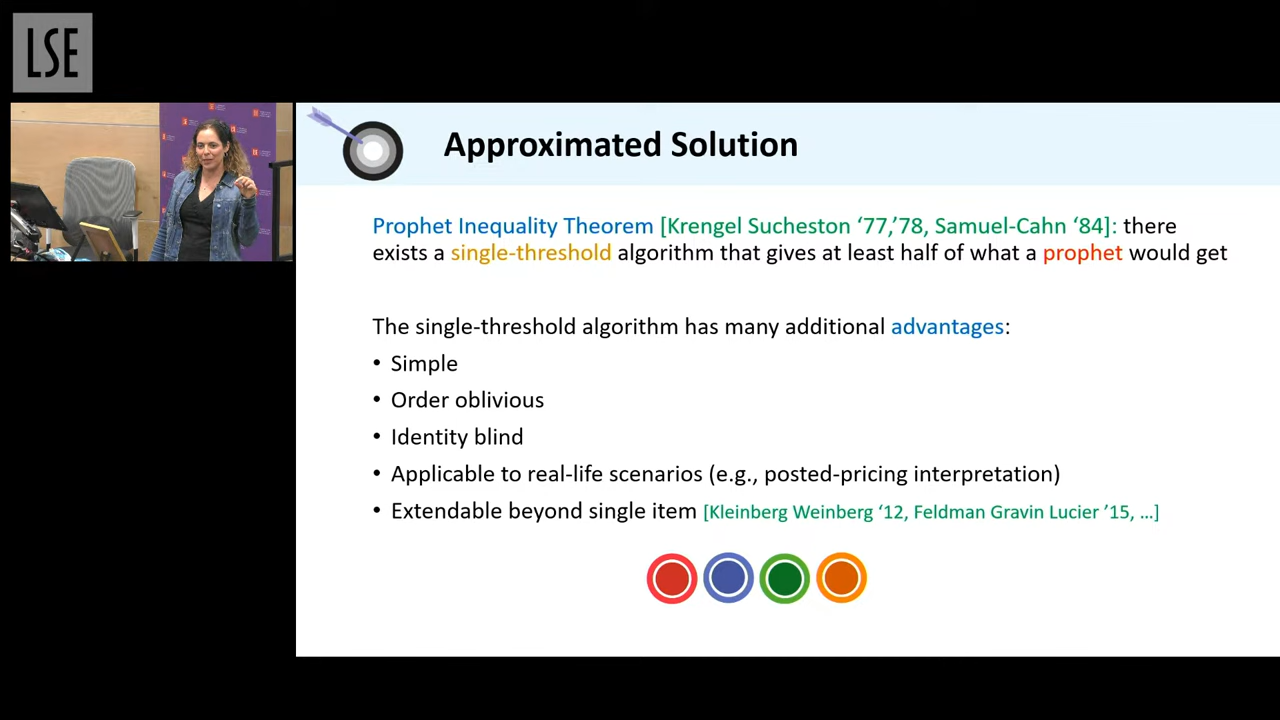 LSE
Approximated Solution
Prophet Inequality Theorem [Krengel Sucheston ‘77,’78, Samuel-Cahn ‘84]: there
exists a single-threshold algorithm that gives at least half of what a prophet would get
The single-threshold algorithm has many additional advantages:
• Simple
• Order oblivious
• Identity blind
• Applicable to real-life scenarios (e.g., posted-pricing interpretation)
• Extendable beyond single item [Kleinberg Weinberg ‘12, Feldman Gravin Lucier ’15, …]